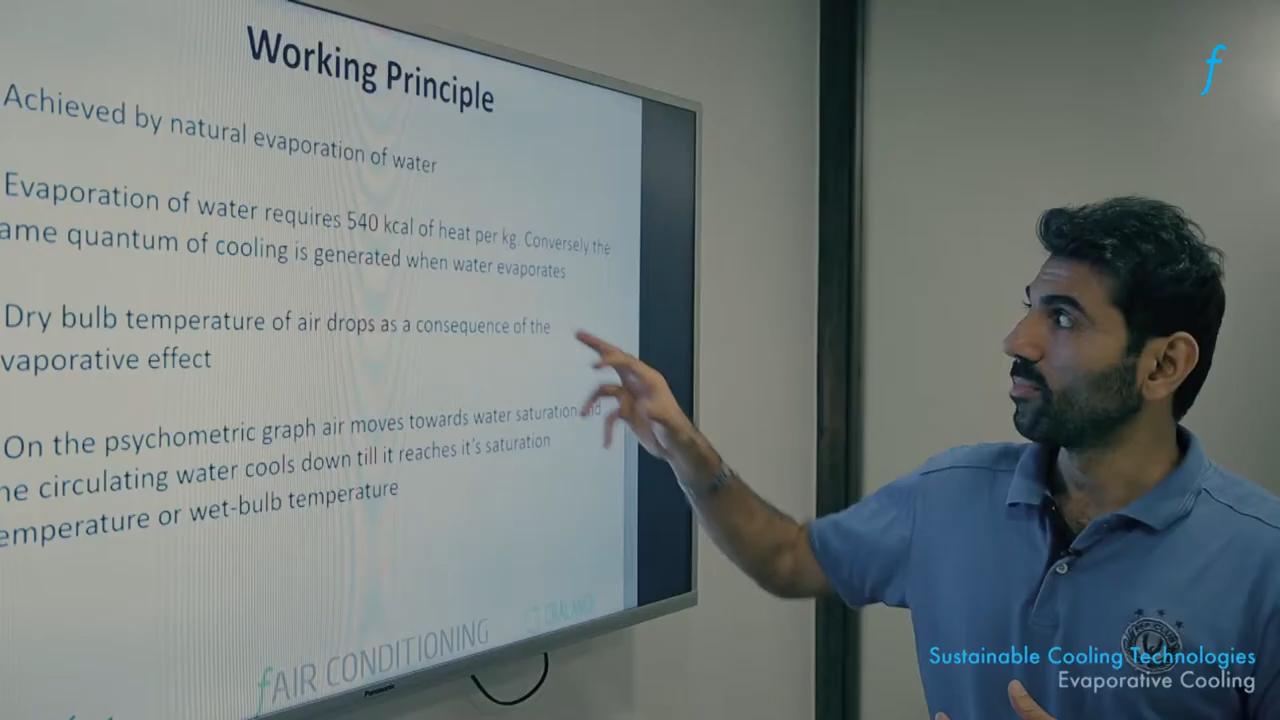 Working Principle
Achieved by natural evaporation of water
Evaporation of water requires 540 kcal of heat per kg. Conversely the
ame quantum of cooling is generated when water evaporates
Dry bulb temperature of air drops as a consequence of the
vaporative effect
On the psychometric graph air moves towards water saturation and
he circulating water cools down till it reaches it's saturation
emperature or wet-bulb temperature
fAIR CONDITIONING
Panasonic
f
Sustainable Cooling Technologies
Evaporative Cooling